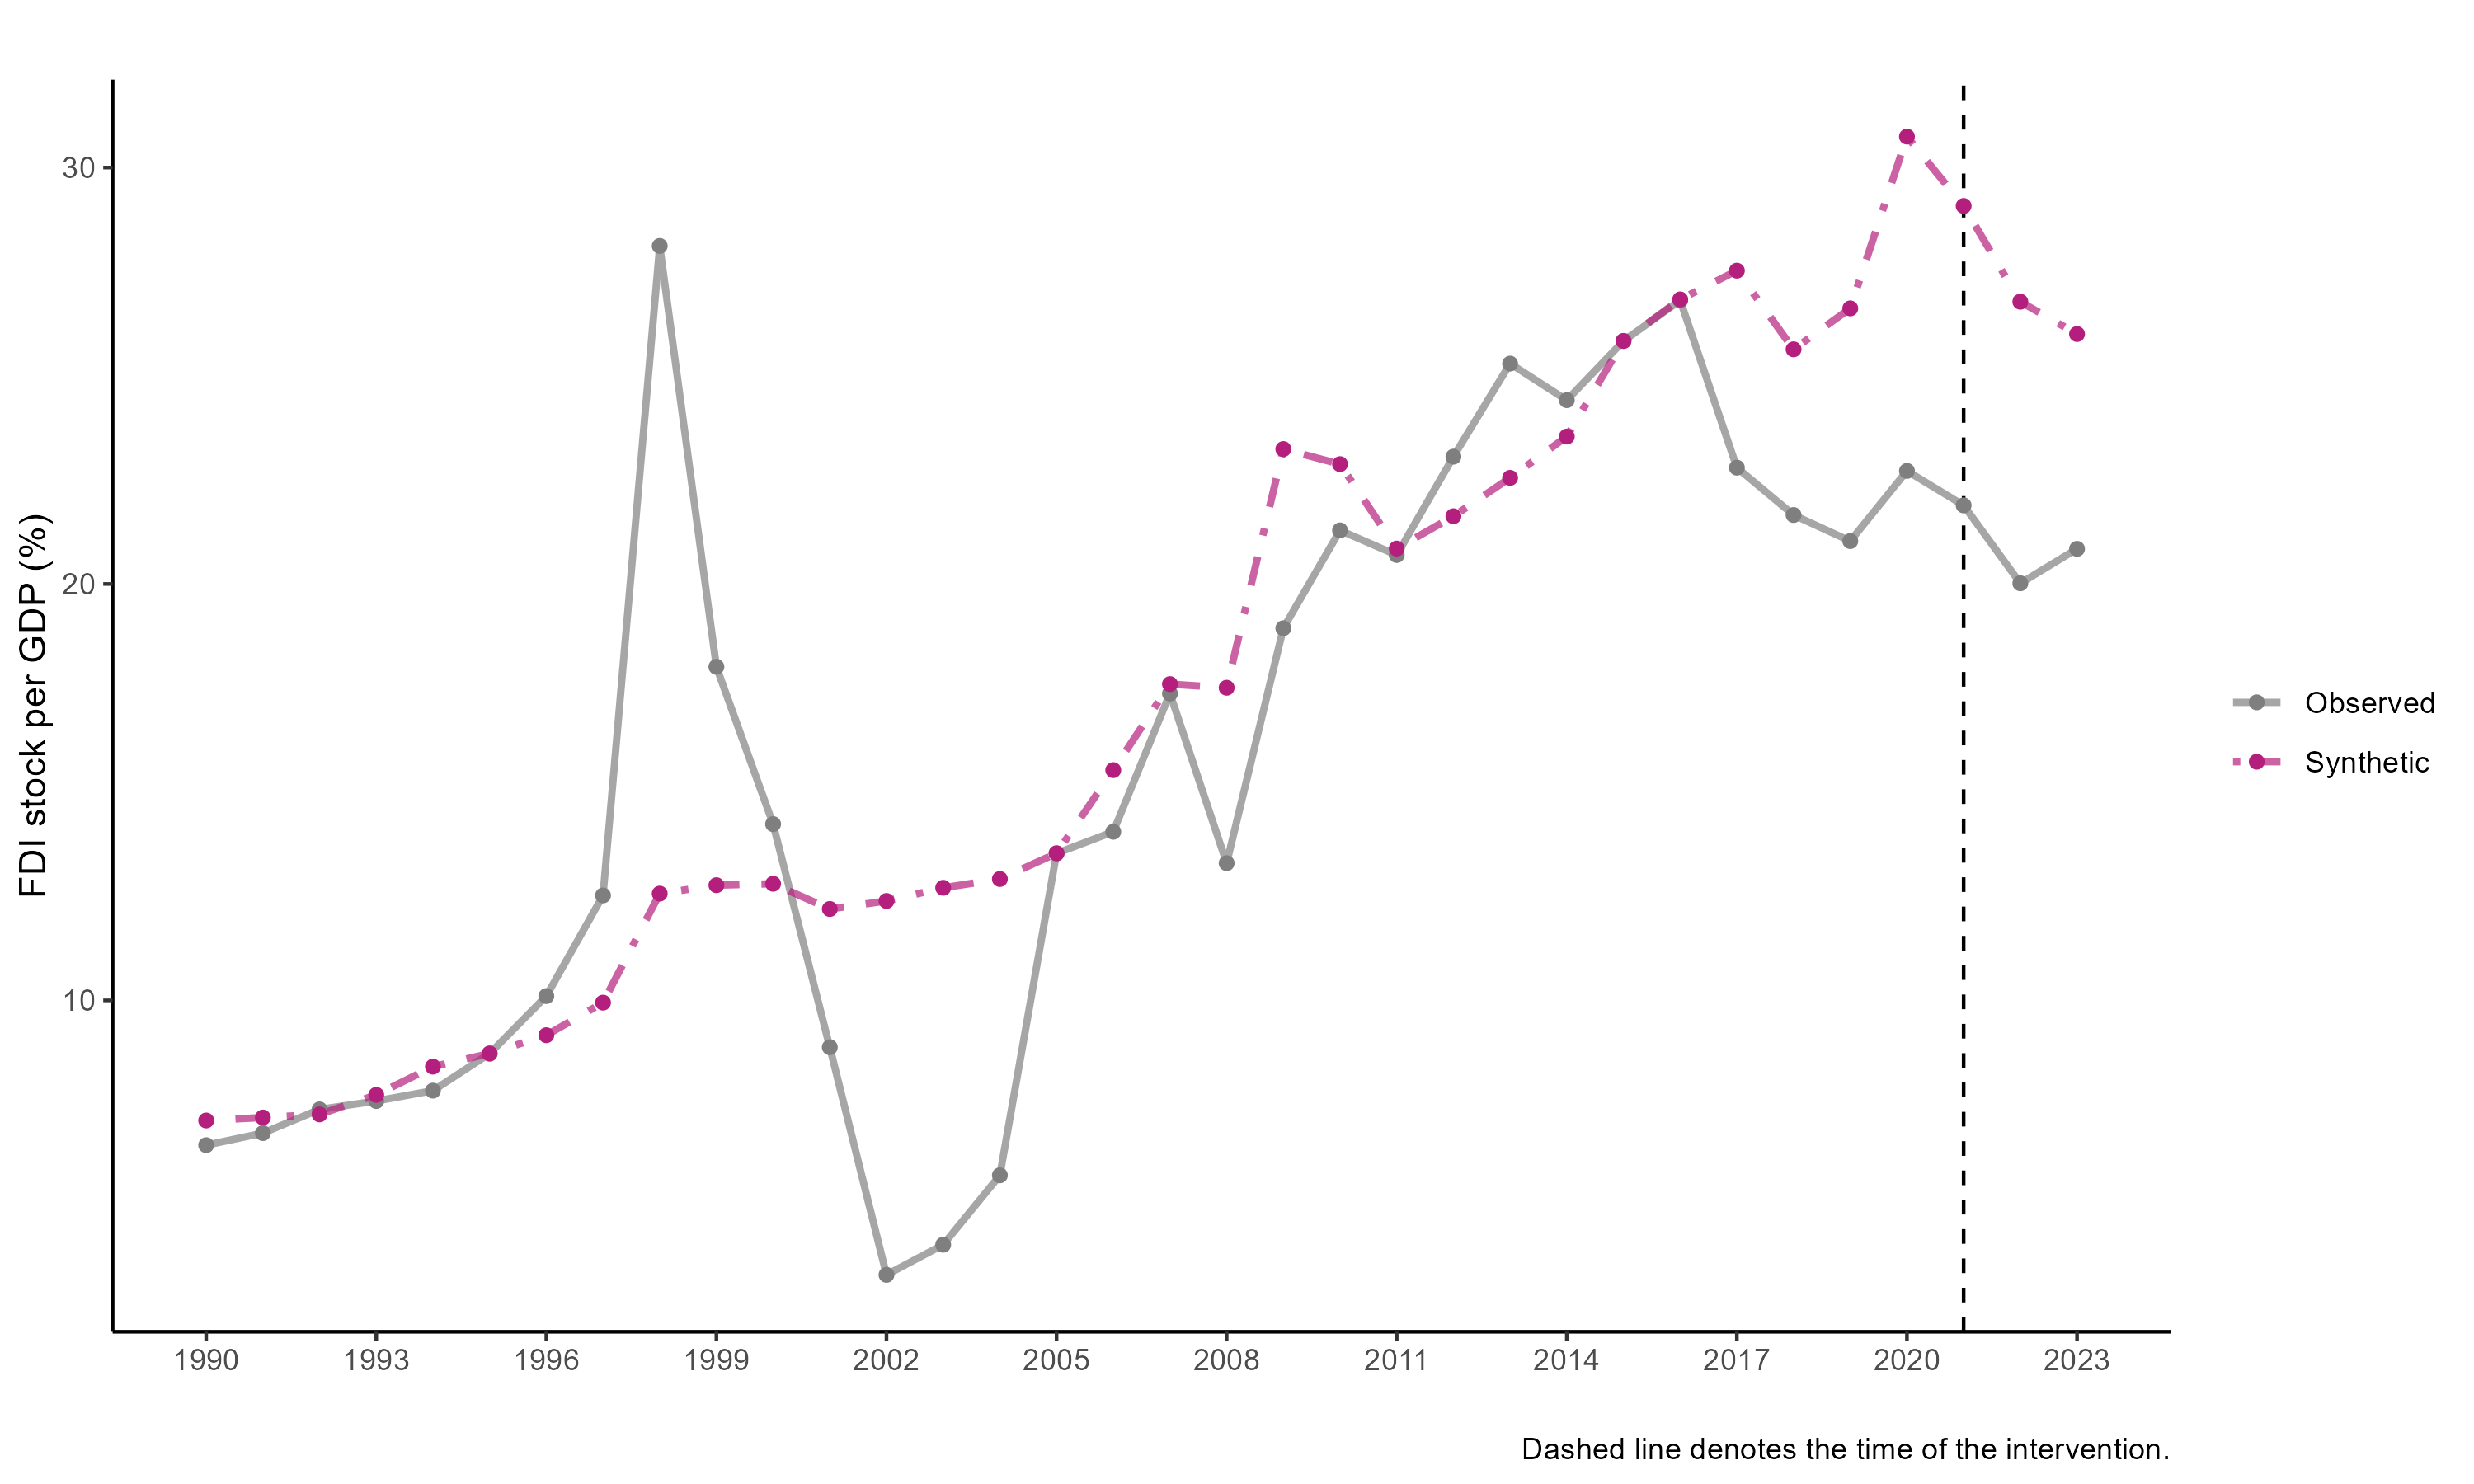 FDI stock per GDP (%)
30
20
10
1990 1993 1996 1999 2002 2005 2008 2011 2014 2017 2020 2023
Observed
Synthetic
Dashed line denotes the time of the intervention.